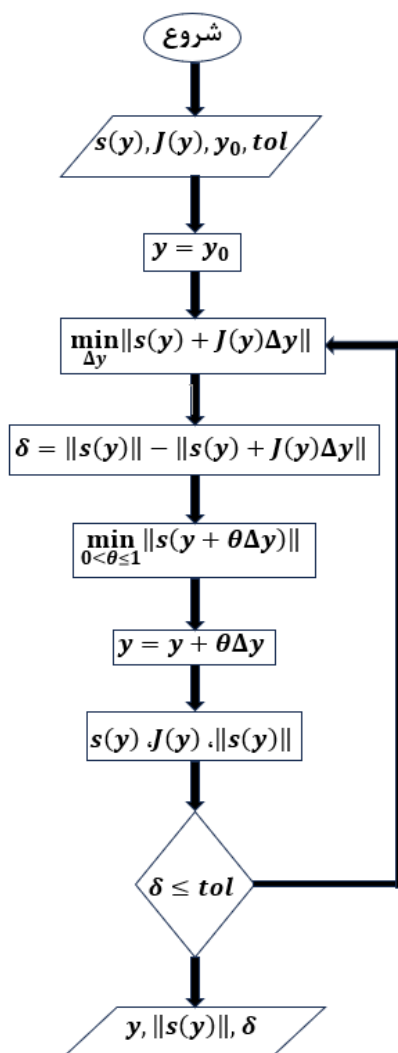 شروع
s(y), J(y), y₀, tol
y = y₀
min‖s(y) + J(y)Δy‖
Δy
δ = ‖s(y)‖ − ‖s(y) + J(y)Δy‖
min ‖s(y + θΔy)‖
0<θ≤1
y = y + θΔy
s(y) ،J(y) ،‖s(y)‖
δ ≤ tol
y, ‖s(y)‖, δ